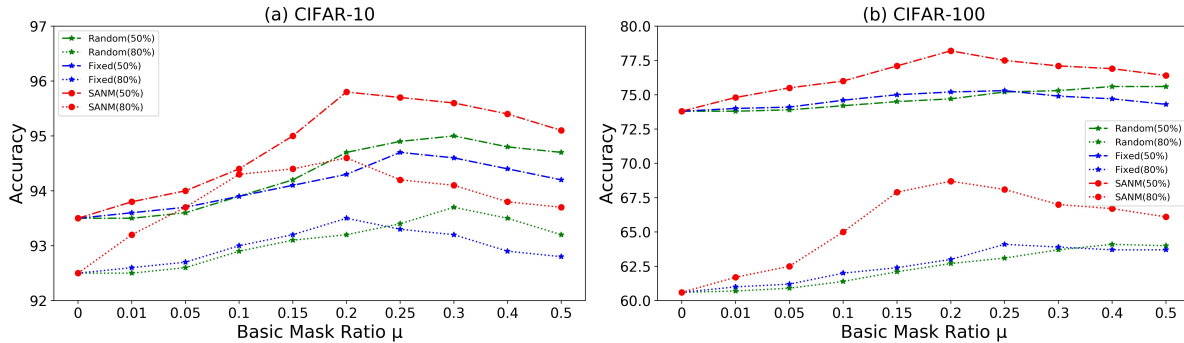 (a) CIFAR-10
97
96
95
94
93
92
Accuracy
Random(50%)
Random(80%)
Fixed(50%)
Fixed(80%)
SANM(50%)
SANM(80%)
0 0.01 0.05 0.1 0.15 0.2 0.25 0.3 0.4 0.5
Basic Mask Ratio μ
(b) CIFAR-100
80.0
77.5
75.0
72.5
70.0
67.5
65.0
62.5
60.0
Accuracy
Random(50%)
Random(80%)
Fixed(50%)
Fixed(80%)
SANM(50%)
SANM(80%)
0 0.01 0.05 0.1 0.15 0.2 0.25 0.3 0.4 0.5
Basic Mask Ratio μ